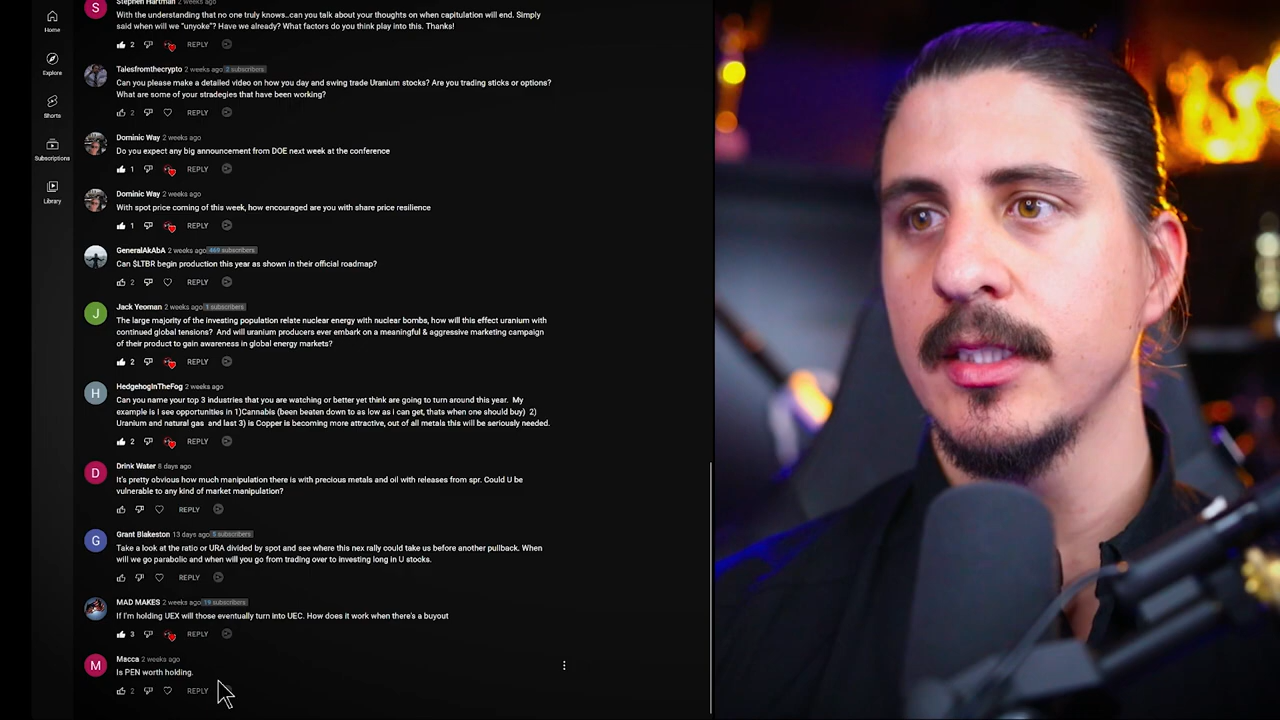 Stephen Hartman 2 weeks ago
Home
With the understanding that no one truly knows..can you talk about your thoughts on when capitulation will end. Simply
said when will we "unyoke"? Have we already? What factors do you think play into this. Thanks!
2 REPLY
Explore
Talesfromthecrypto 2 weeks ago 2 subscribers
Can you please make a detailed video on how you day and swing trade Uranium stocks? Are you trading sticks or options?
What are some of your stradegies that have been working?
Shorts
2 REPLY
Dominic Way 2 weeks ago
Do you expect any big announcement from DOE next week at the conference
Subscriptions
1 REPLY
Library
Dominic Way 2 weeks ago
With spot price coming of this week, how encouraged are you with share price resilience
1 REPLY
GeneralAkAbA 2 weeks ago 469 subscribers
Can $LTBR begin production this year as shown in their official roadmap?
2 REPLY
J
Jack Yeoman 2 weeks ago 1 subscribers
The large majority of the investing population relate nuclear energy with nuclear bombs, how will this effect uranium with
continued global tensions? And will uranium producers ever embark on a meaningful & aggressive marketing campaign
of their product to gain awareness in global energy markets?
2 REPLY
H
HedgehogInTheFog 2 weeks ago
Can you name your top 3 industries that you are watching or better yet think are going to turn around this year. My
example is I see opportunities in 1)Cannabis (been beaten down to as low as i can get, thats when one should buy) 2)
Uranium and natural gas and last 3) is Copper is becoming more attractive, out of all metals this will be seriously needed.
2 REPLY
D
Drink Water 8 days ago
It's pretty obvious how much manipulation there is with precious metals and oil with releases from spr. Could U be
vulnerable to any kind of market manipulation?
REPLY
G
Grant Blakeston 13 days ago 5 subscribers
Take a look at the ratio or URA divided by spot and see where this nex rally could take us before another pullback. When
will we go parabolic and when will you go from trading over to investing long in U stocks.
REPLY
MAD MAKES 2 weeks ago 19 subscribers
If I'm holding UEX will those eventually turn into UEC. How does it work when there's a buyout
3 REPLY
M
Macca 2 weeks ago
Is PEN worth holding.
2 REPLY